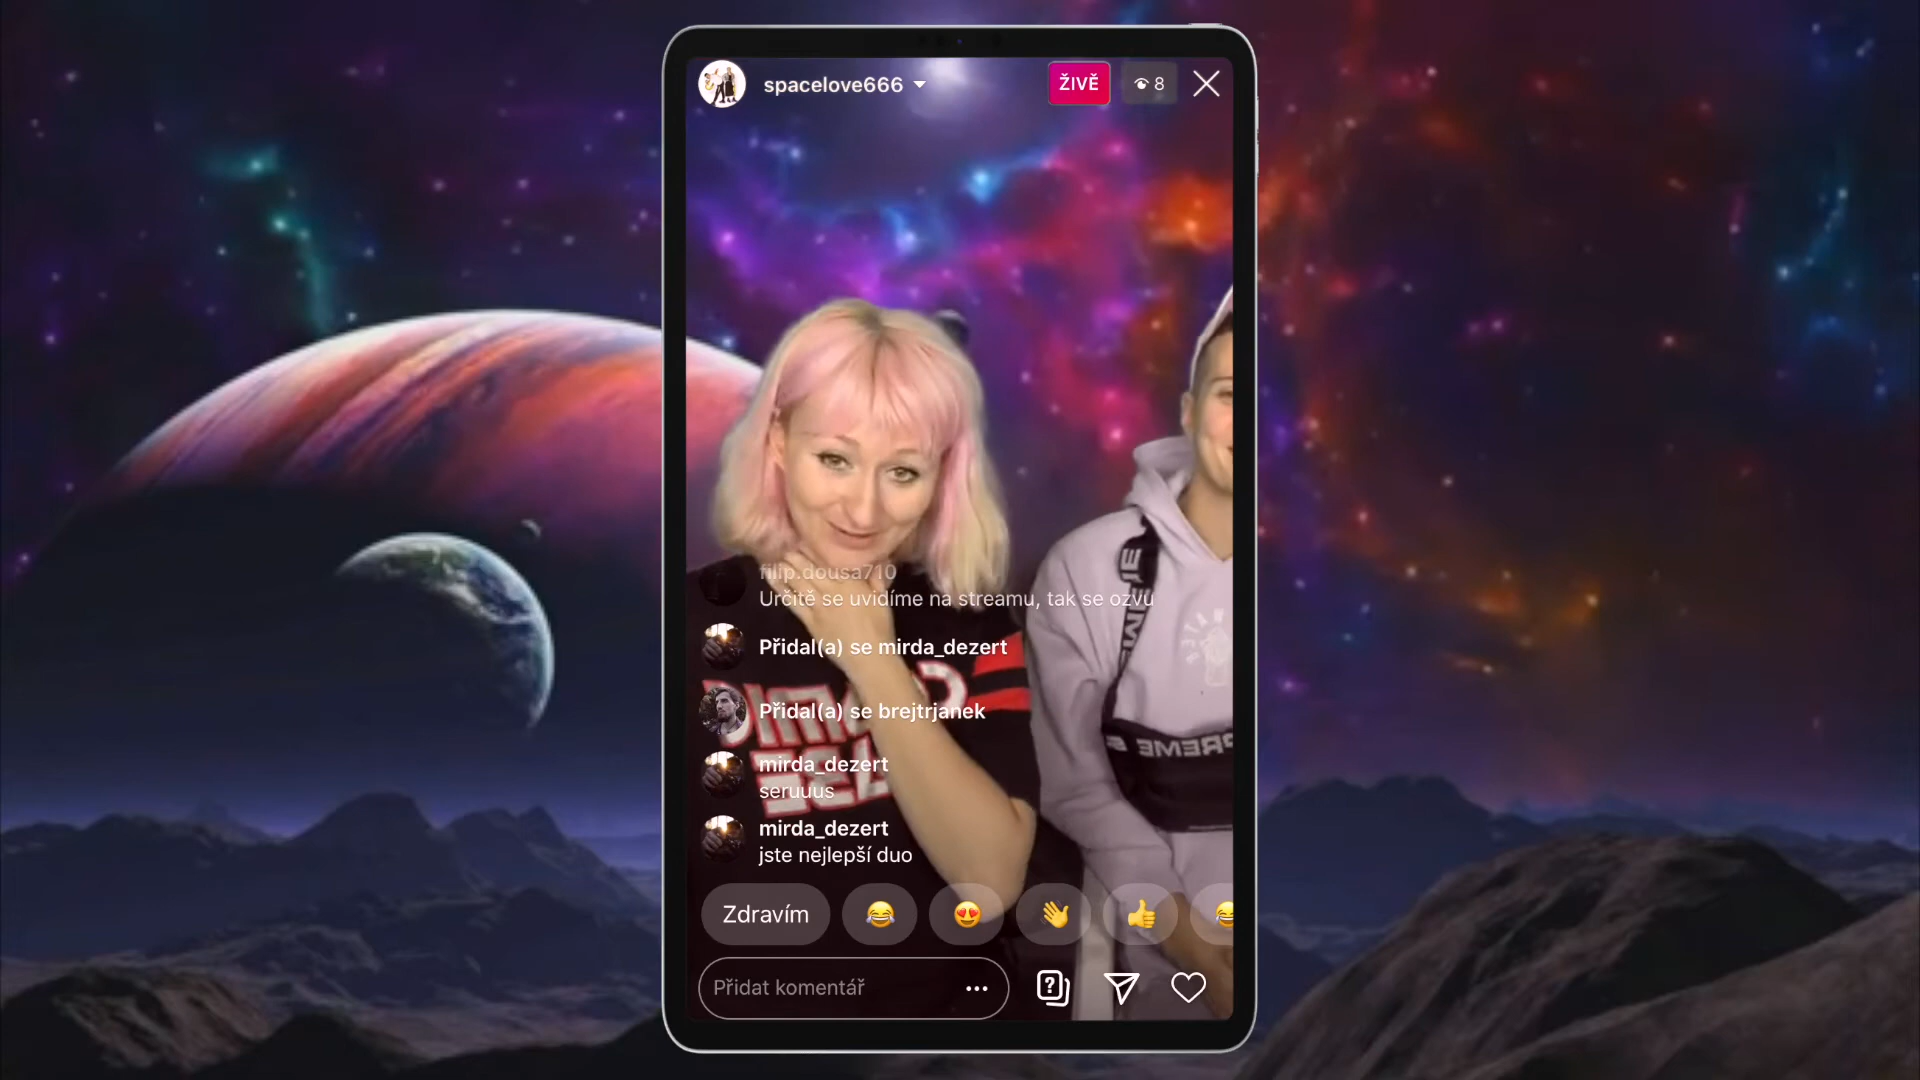 spacelove666
ŽIVĚ
8
filip.dousa710
Určitě se uvidíme na streamu, tak se ozvu
Přidal(a) se mirda_dezert
Přidal(a) se brejtrjanek
mirda_dezert
seruuus
mirda_dezert
jste nejlepší duo
Zdravím
Přidat komentář